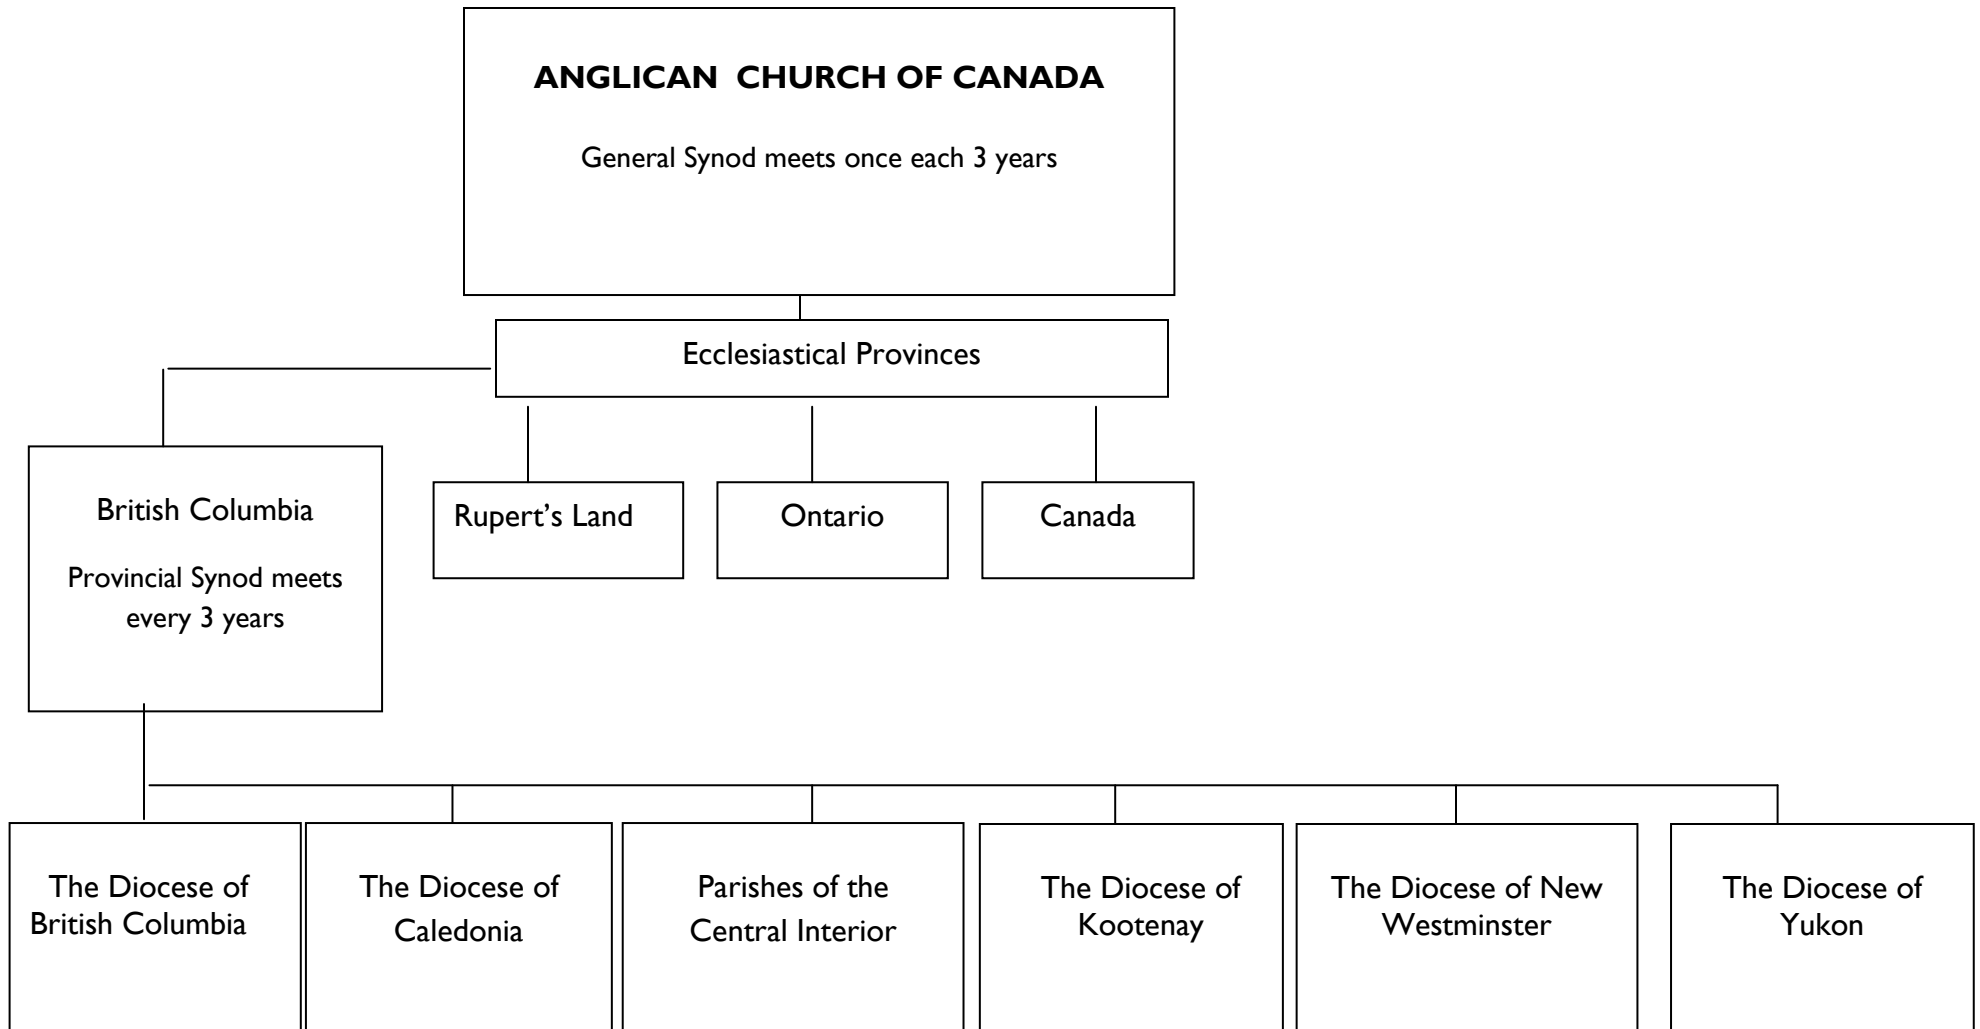 ANGLICAN CHURCH OF CANADA
General Synod meets once each 3 years
Ecclesiastical Provinces
British Columbia
Provincial Synod meets
every 3 years
Rupert’s Land
Ontario
Canada
The Diocese of
British Columbia
The Diocese of
Caledonia
Parishes of the
Central Interior
The Diocese of
Kootenay
The Diocese of New
Westminster
The Diocese of
Yukon